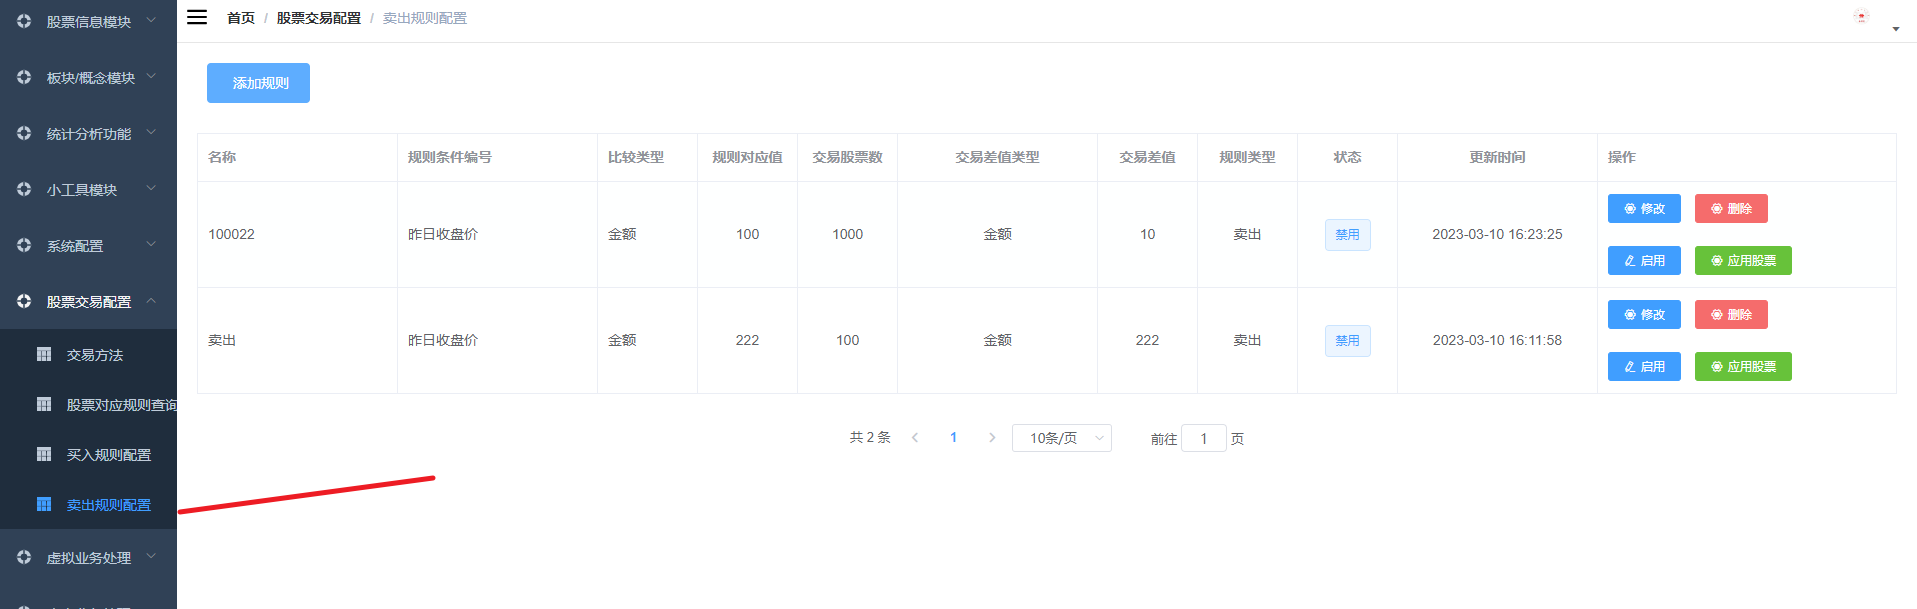 股票信息模块
板块/概念模块
统计分析功能
小工具模块
系统配置
股票交易配置
交易方法
股票对应规则查询
买入规则配置
卖出规则配置
虚拟业务处理
首页 / 股票交易配置 / 卖出规则配置
添加规则
名称 规则条件编号 比较类型 规则对应值 交易股票数 交易差值类型 交易差值 规则类型 状态 更新时间 操作
100022 昨日收盘价 金额 100 1000 金额 10 卖出 禁用 2023-03-10 16:23:25 修改 删除
启用 应用股票
卖出 昨日收盘价 金额 222 100 金额 222 卖出 禁用 2023-03-10 16:11:58 修改 删除
启用 应用股票
共 2 条 1 10条/页 前往 1 页